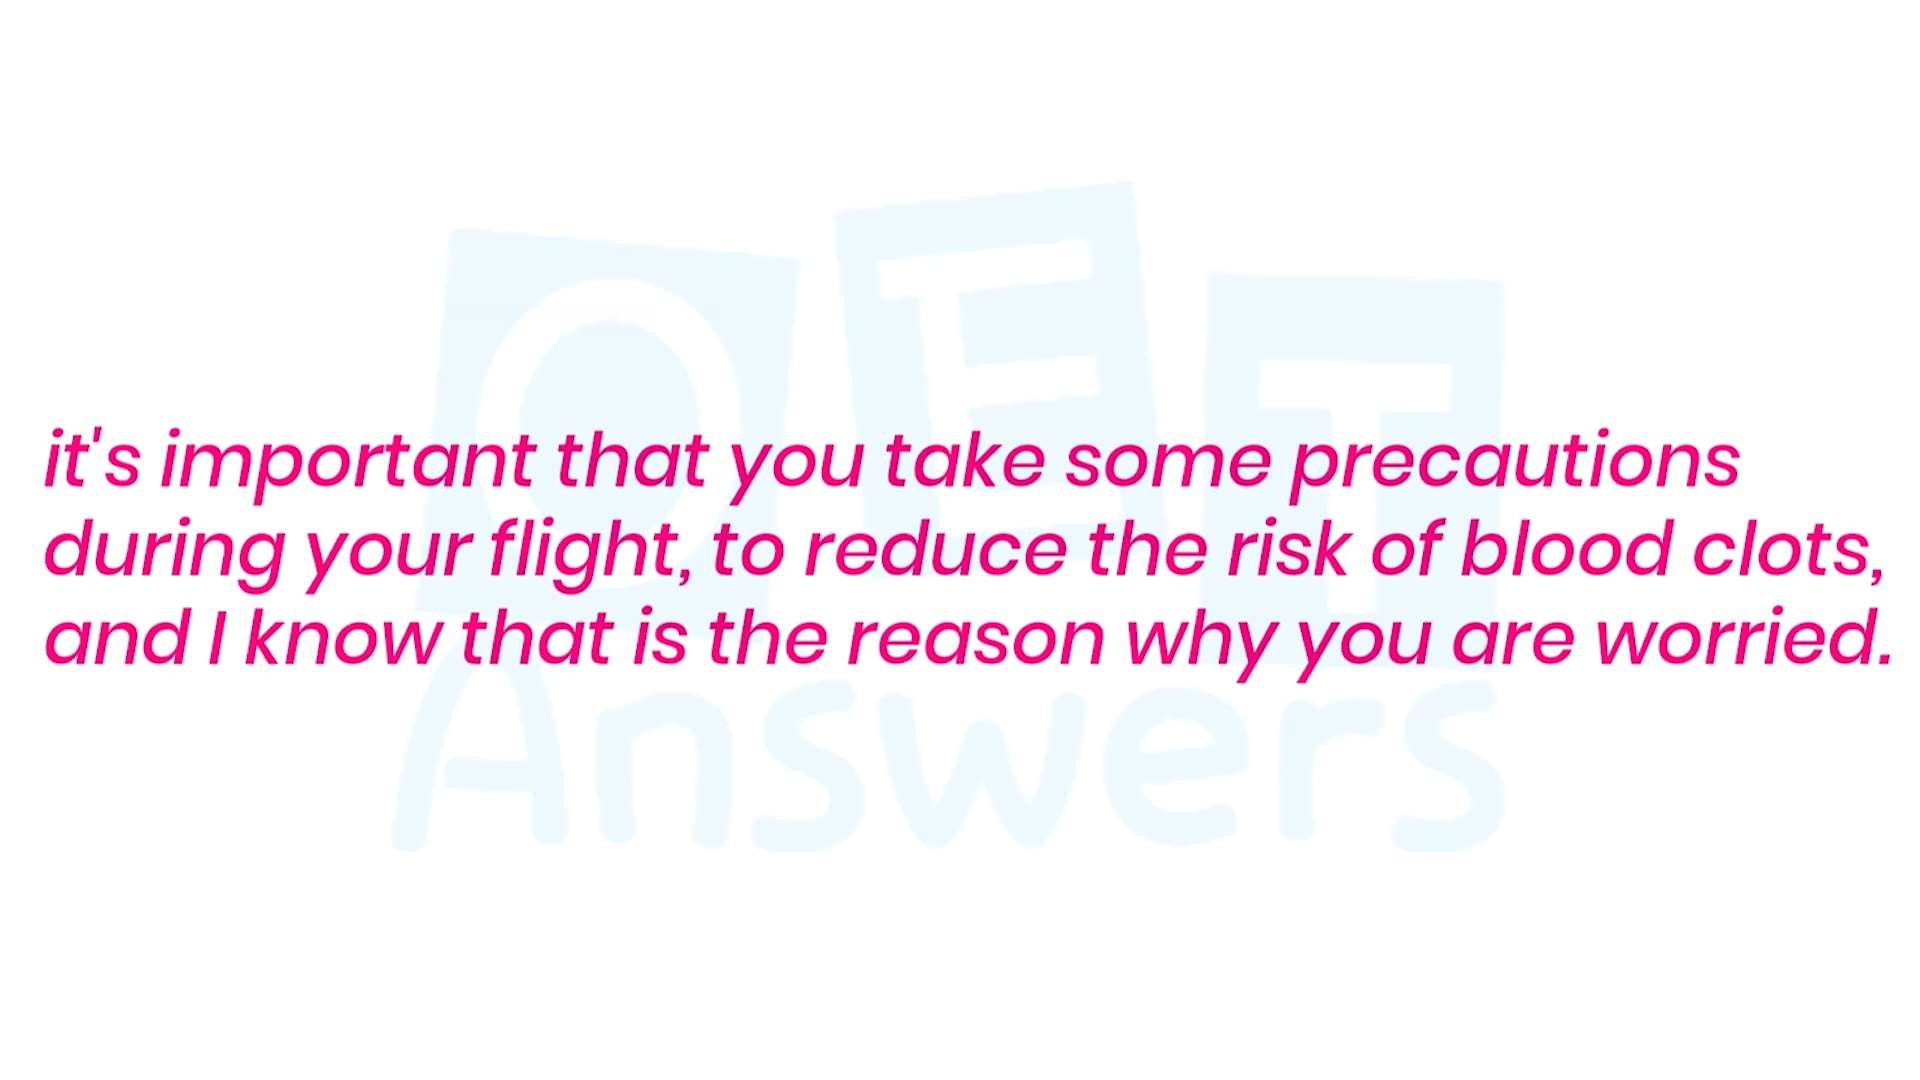 OET
Answers
it's important that you take some precautions
during your flight, to reduce the risk of blood clots,
and I know that is the reason why you are worried.